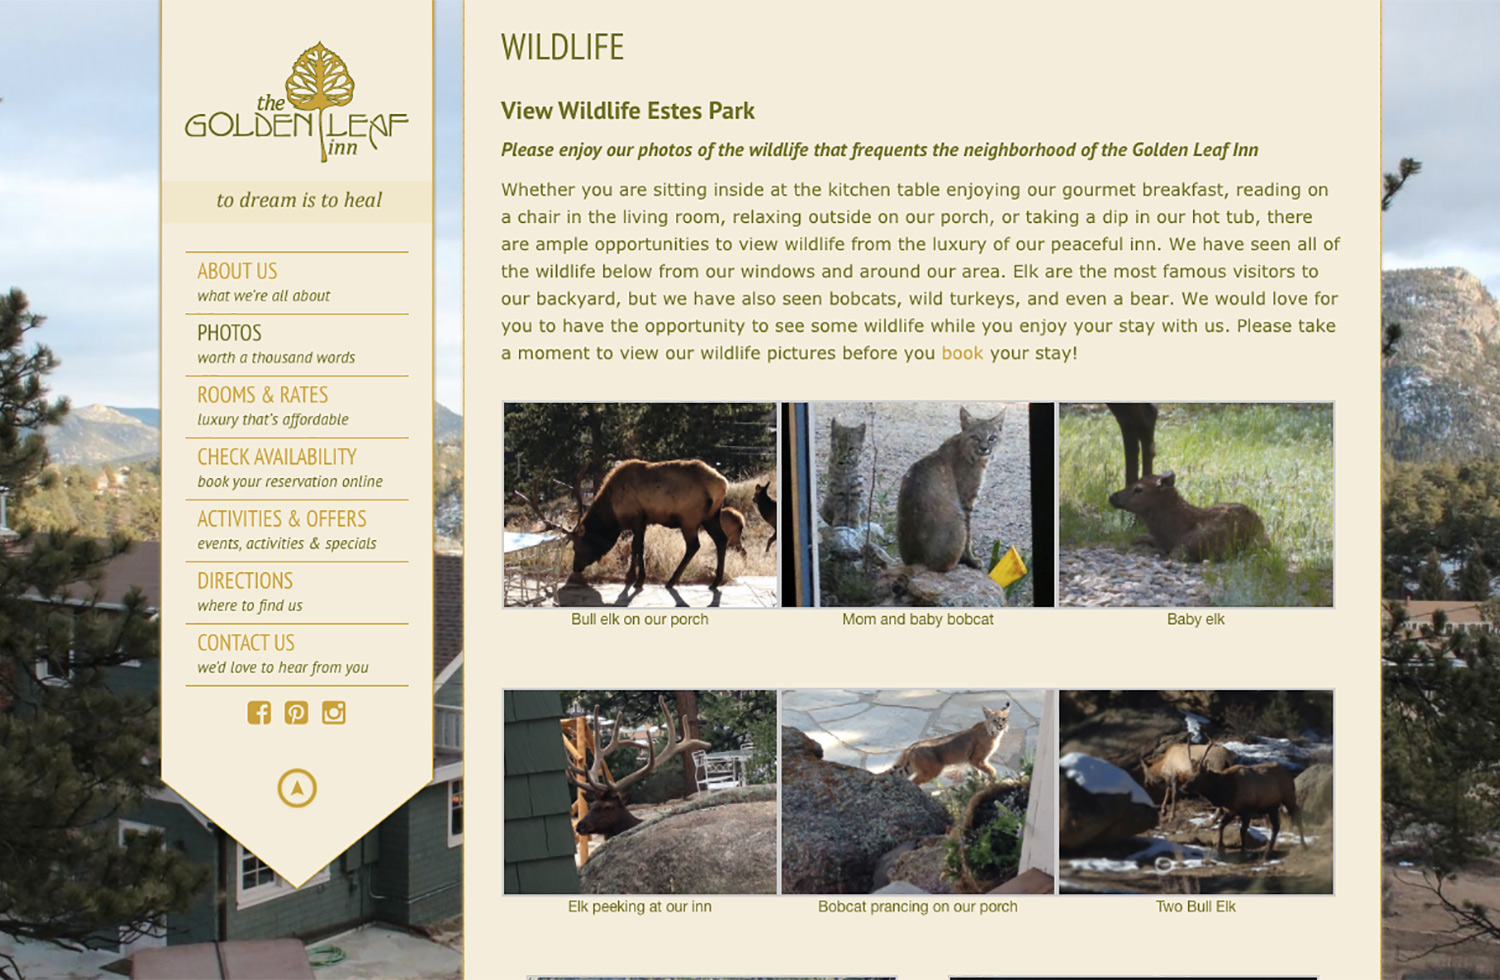 the
GOLDEN LEAF
inn
to dream is to heal
ABOUT US
what we're all about
PHOTOS
worth a thousand words
ROOMS & RATES
luxury that's affordable
CHECK AVAILABILITY
book your reservation online
ACTIVITIES & OFFERS
events, activities & specials
DIRECTIONS
where to find us
CONTACT US
we'd love to hear from you
WILDLIFE
View Wildlife Estes Park
Please enjoy our photos of the wildlife that frequents the neighborhood of the Golden Leaf Inn
Whether you are sitting inside at the kitchen table enjoying our gourmet breakfast, reading on
a chair in the living room, relaxing outside on our porch, or taking a dip in our hot tub, there
are ample opportunities to view wildlife from the luxury of our peaceful inn. We have seen all of
the wildlife below from our windows and around our area. Elk are the most famous visitors to
our backyard, but we have also seen bobcats, wild turkeys, and even a bear. We would love for
you to have the opportunity to see some wildlife while you enjoy your stay with us. Please take
a moment to view our wildlife pictures before you book your stay!
Bull elk on our porch
Mom and baby bobcat
Baby elk
Elk peeking at our inn
Bobcat prancing on our porch
Two Bull Elk